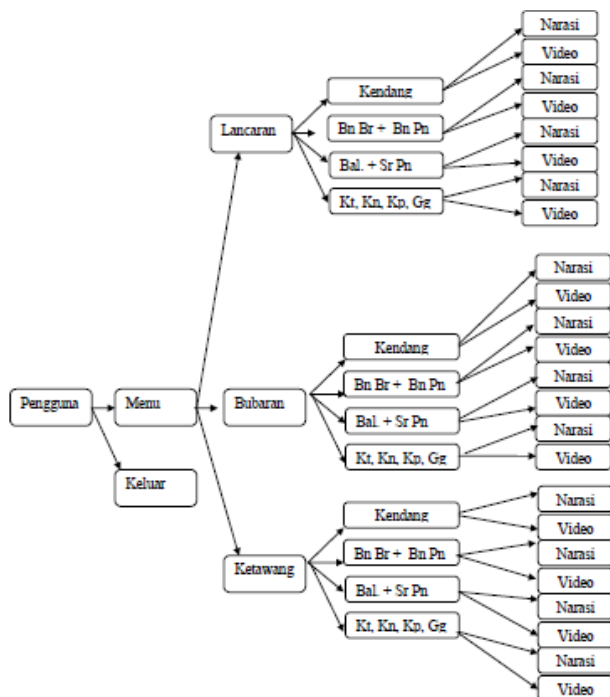 Narasi
Video
Kendang
Narasi
Video
Lancaran
Bn Br + Bn Pn
Narasi
Bal. + Sr Pn
Video
Narasi
Kt, Kn, Kp, Gg
Video
Narasi
Video
Kendang
Narasi
Video
Bn Br + Bn Pn
Narasi
Pengguna
Menu
Bubaran
Bal. + Sr Pn
Video
Narasi
Kt, Kn, Kp, Gg
Video
Keluar
Narasi
Kendang
Video
Bn Br + Bn Pn
Narasi
Ketawang
Video
Bal. + Sr Pn
Narasi
Kt, Kn, Kp, Gg
Video
Narasi
Video